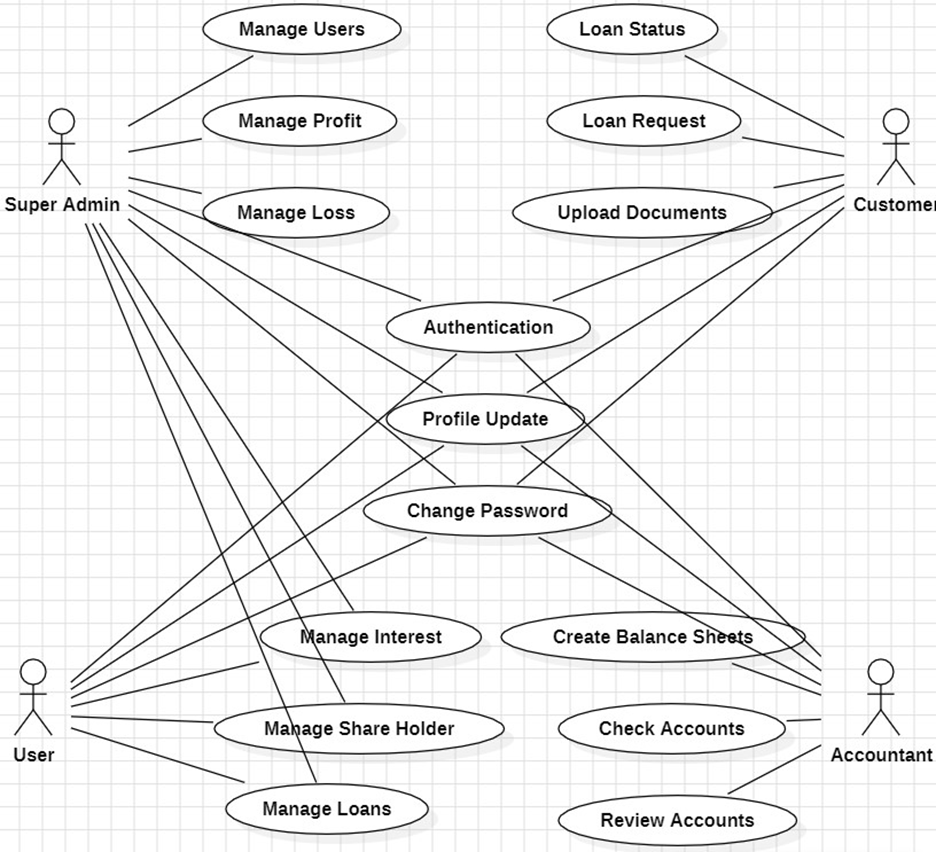 Manage Users
Loan Status
Manage Profit
Loan Request
Super Admin
Manage Loss
Upload Documents
Customer
Authentication
Profile Update
Change Password
Manage Interest
Create Balance Sheets
User
Manage Share Holder
Check Accounts
Accountant
Manage Loans
Review Accounts